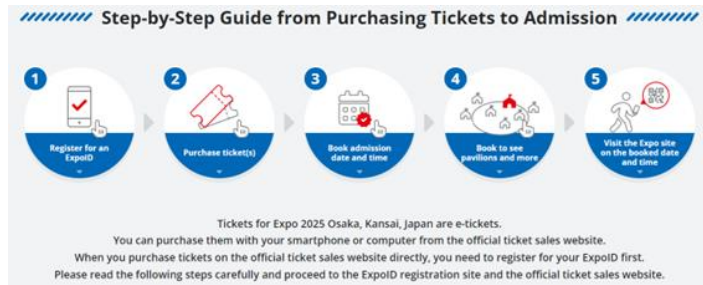 Step-by-Step Guide from Purchasing Tickets to Admission
1
2
3
4
5
Register for an
ExpoID
Purchase ticket(s)
Book admission
date and time
Book to see
pavilions and more
Visit the Expo site
on the booked date
and time
Tickets for Expo 2025 Osaka, Kansai, Japan are e-tickets.
You can purchase them with your smartphone or computer from the official ticket sales website.
When you purchase tickets on the official ticket sales website directly, you need to register for your ExpoID first.
Please read the following steps carefully and proceed to the ExpoID registration site and the official ticket sales website.